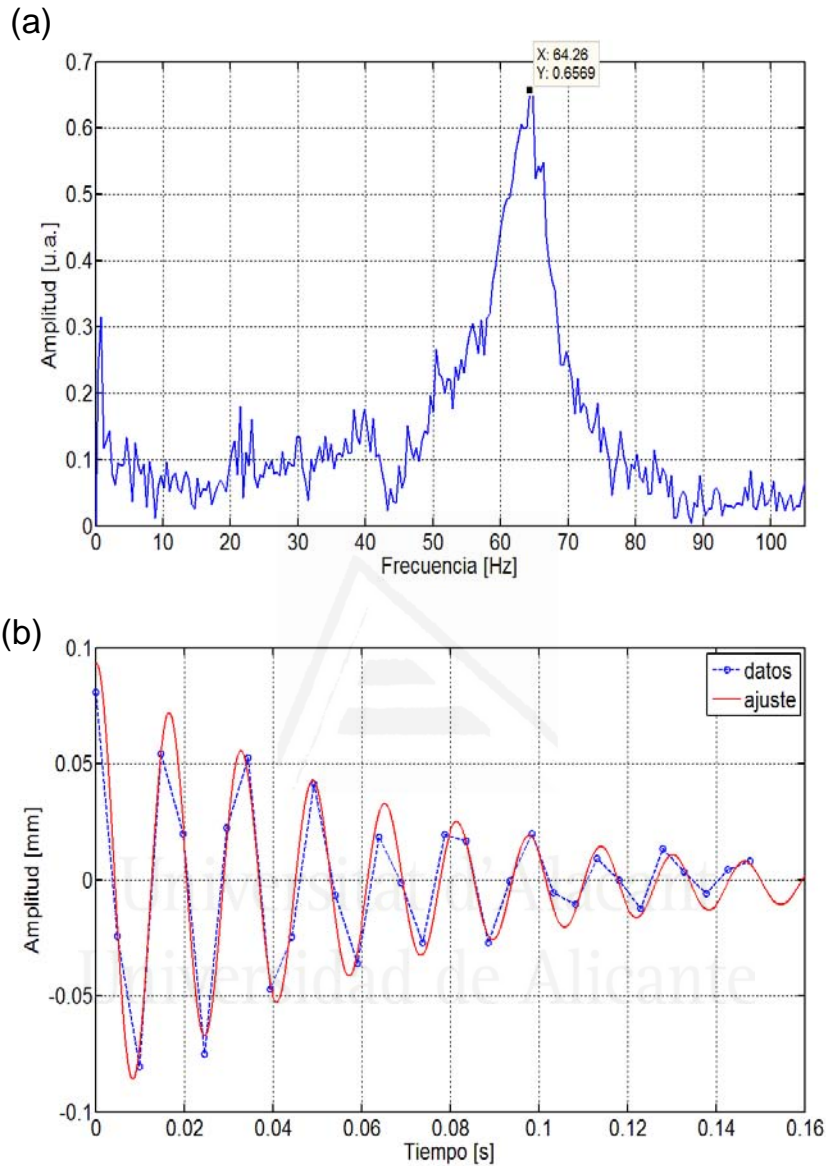 (a)
X: 64.26
Y: 0.6569
0.7
0.6
0.5
0.4
0.3
0.2
0.1
0
Amplitud [u.a.]
0 10 20 30 40 50 60 70 80 90 100
Frecuencia [Hz]
(b)
0.1
0.05
0
-0.05
-0.1
Amplitud [mm]
datos
ajuste
Universitat d'Alacant
Universidad de Alicante
0 0.02 0.04 0.06 0.08 0.1 0.12 0.14 0.16
Tiempo [s]